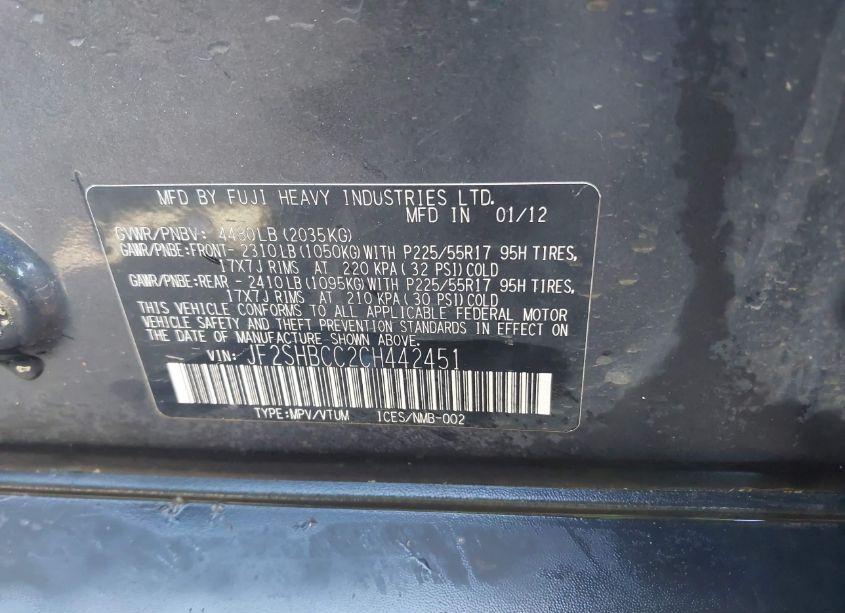 MFD BY FUJI HEAVY INDUSTRIES LTD.
MFD IN 01/12
GVWR/PNBV: 4480LB(2035KG)
GAWR/PNBE:FRONT- 2310LB(1050KG)WITH P225/55R17 95H TIRES,
17X7J RIMS AT 220 KPA( 32 PSI)COLD
GAWR/PNBE:REAR - 2410LB(1095KG)WITH P225/55R17 95H TIRES,
17X7J RIMS AT 210 KPA( 30 PSI)COLD
THIS VEHICLE CONFORMS TO ALL APPLICABLE FEDERAL MOTOR
VEHICLE SAFETY AND THEFT PREVENTION STANDARDS IN EFFECT ON
THE DATE OF MANUFACTURE SHOWN ABOVE.
VIN: JF2SHBCC2CH442451
TYPE:MPV/VTUM ICES/NMB-002